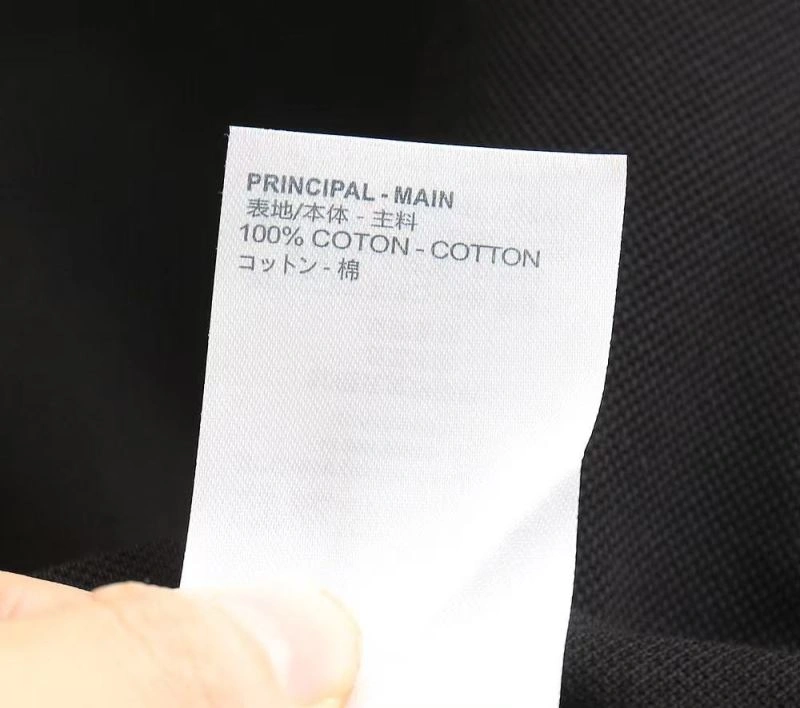 PRINCIPAL - MAIN
表地/本体 - 主料
100% COTON - COTTON
コットン - 棉